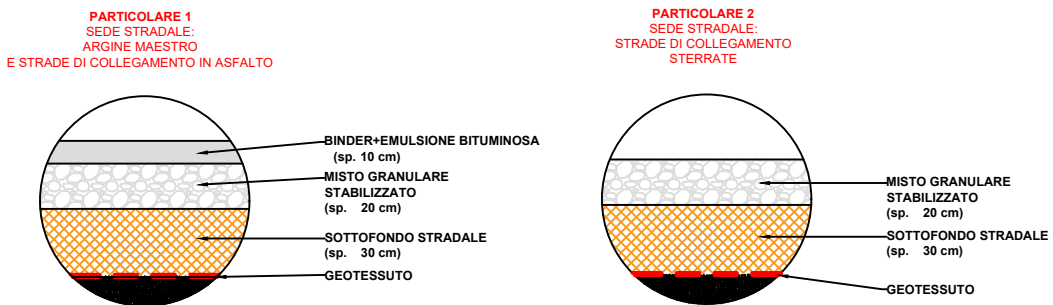 PARTICOLARE 1
SEDE STRADALE:
ARGINE MAESTRO
E STRADE DI COLLEGAMENTO IN ASFALTO
BINDER+EMULSIONE BITUMINOSA
(sp. 10 cm)
MISTO GRANULARE
STABILIZZATO
(sp. 20 cm)
SOTTOFONDO STRADALE
(sp. 30 cm)
GEOTESSUTO
PARTICOLARE 2
SEDE STRADALE:
STRADE DI COLLEGAMENTO
STERRATE
MISTO GRANULARE
STABILIZZATO
(sp. 20 cm)
SOTTOFONDO STRADALE
(sp. 30 cm)
GEOTESSUTO